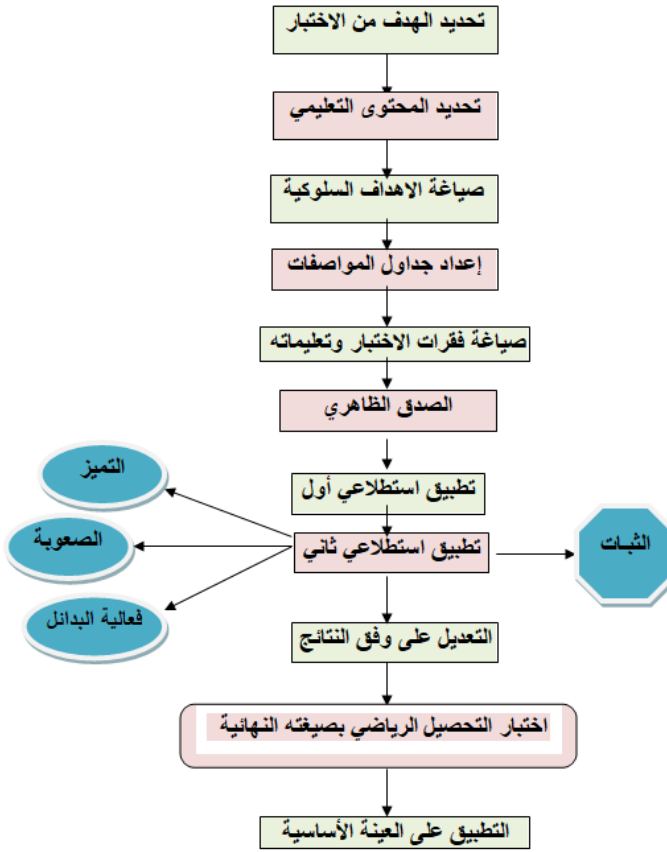 تحديد الهدف من الاختبار
تحديد المحتوى التعليمي
صياغة الاهداف السلوكية
إعداد جداول المواصفات
صياغة فقرات الاختبار وتعليماته
الصدق الظاهري
تطبيق استطلاعي أول
التميز
تطبيق استطلاعي ثاني
الثبات
الصعوبة
فعالية البدائل
التعديل على وفق النتائج
اختبار التحصيل الرياضي بصيغته النهائية
التطبيق على العينة الأساسية